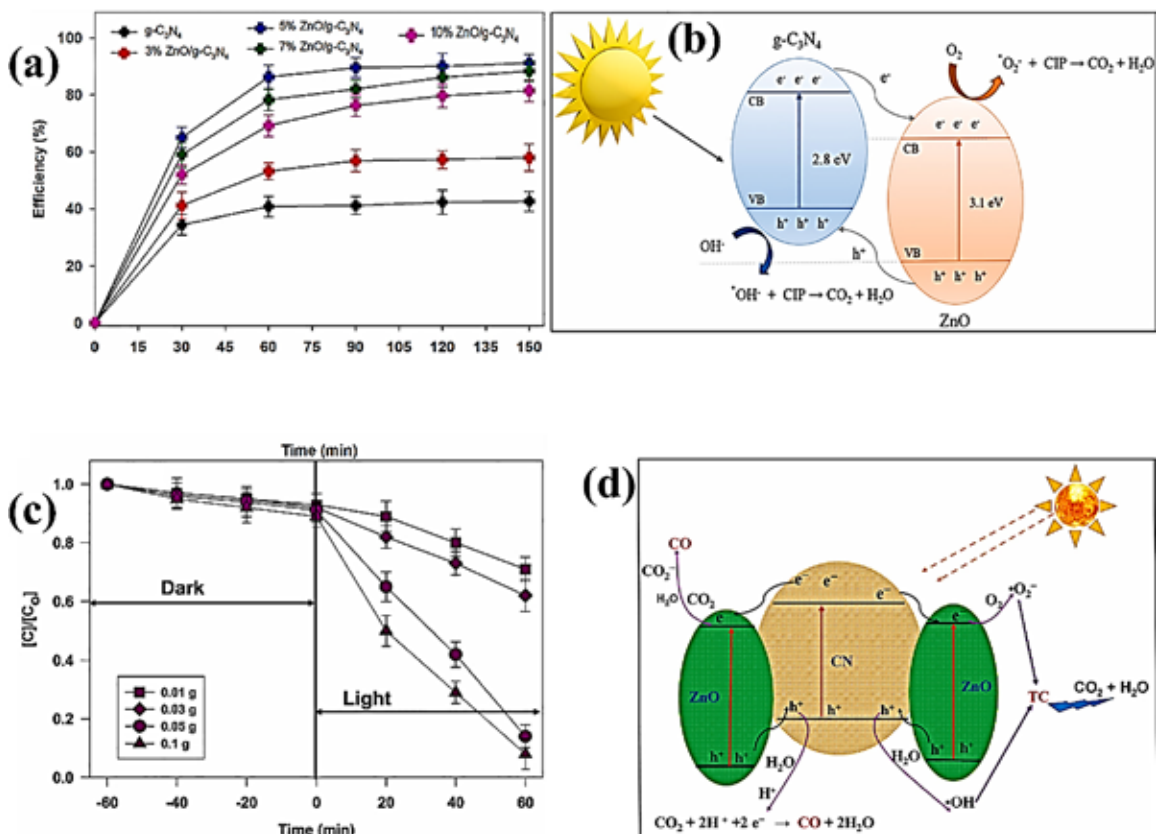 (a)
g-C₃N₄
3% ZnO/g-C₃N₄
5% ZnO/g-C₃N₄
7% ZnO/g-C₃N₄
10% ZnO/g-C₃N₄
Efficiency (%)
100
80
60
40
20
0
0 15 30 45 60 75 90 105 120 135 150
Time (min)
(b)
g-C₃N₄
e⁻ e⁻ e⁻
CB
2.8 eV
VB
h⁺ h⁺ h⁺
e⁻
O₂
•O₂⁻ + CIP → CO₂ + H₂O
e⁻ e⁻ e⁻
CB
3.1 eV
VB
h⁺ h⁺ h⁺
ZnO
h⁺
OH⁻
•OH⁻ + CIP → CO₂ + H₂O
(c)
[C]/[C₀]
1.0
0.8
0.6
0.4
0.2
0.0
Dark
Light
0.01 g
0.03 g
0.05 g
0.1 g
-60 -40 -20 0 20 40 60
Time (min)
(d)
CO
CO₂⁻
H₂O
CO₂
e⁻
ZnO
h⁺ h⁺
e⁻ e⁻
e⁻
e⁻
CN
h⁺ h⁺ h⁺
H₂O
H⁺
H₂O
CO₂ + 2H⁺ + 2 e⁻ → CO + 2H₂O
e⁻
ZnO
h⁺ h⁺
O₂
•O₂⁻
TC
CO₂ + H₂O
•OH